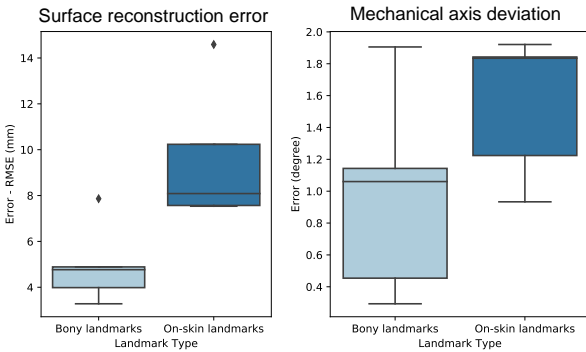 Surface reconstruction error
Error - RMSE (mm)
14
12
10
8
6
4
Bony landmarks On-skin landmarks
Landmark Type
Mechanical axis deviation
Error (degree)
2.0
1.8
1.6
1.4
1.2
1.0
0.8
0.6
0.4
Bony landmarks On-skin landmarks
Landmark Type